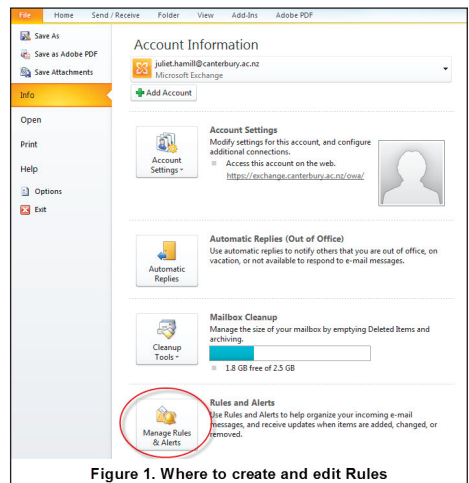 File Home Send / Receive Folder View Add-Ins Adobe PDF
Save As
Save as Adobe PDF
Save Attachments
Info
Open
Print
Help
Options
Exit
Account Information
juliet.hamill@canterbury.ac.nz
Microsoft Exchange
Add Account
Account Settings
Account Settings
Modify settings for this account, and configure
additional connections.
Access this account on the web.
https://exchange.canterbury.ac.nz/owa/
Automatic Replies
Automatic Replies (Out of Office)
Use automatic replies to notify others that you are out of office, on
vacation, or not available to respond to e-mail messages.
Cleanup Tools
Mailbox Cleanup
Manage the size of your mailbox by emptying Deleted Items and
archiving.
1.8 GB free of 2.5 GB
Manage Rules & Alerts
Rules and Alerts
Use Rules and Alerts to help organize your incoming e-mail
messages, and receive updates when items are added, changed, or
removed.
Figure 1. Where to create and edit Rules